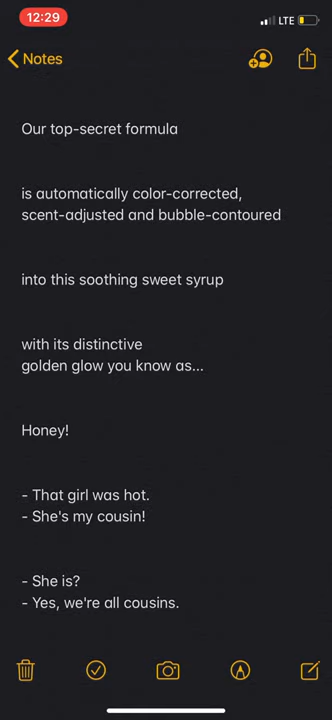 12:29
LTE
Notes
Our top-secret formula
is automatically color-corrected,
scent-adjusted and bubble-contoured
into this soothing sweet syrup
with its distinctive
golden glow you know as...
Honey!
- That girl was hot.
- She's my cousin!
- She is?
- Yes, we're all cousins.